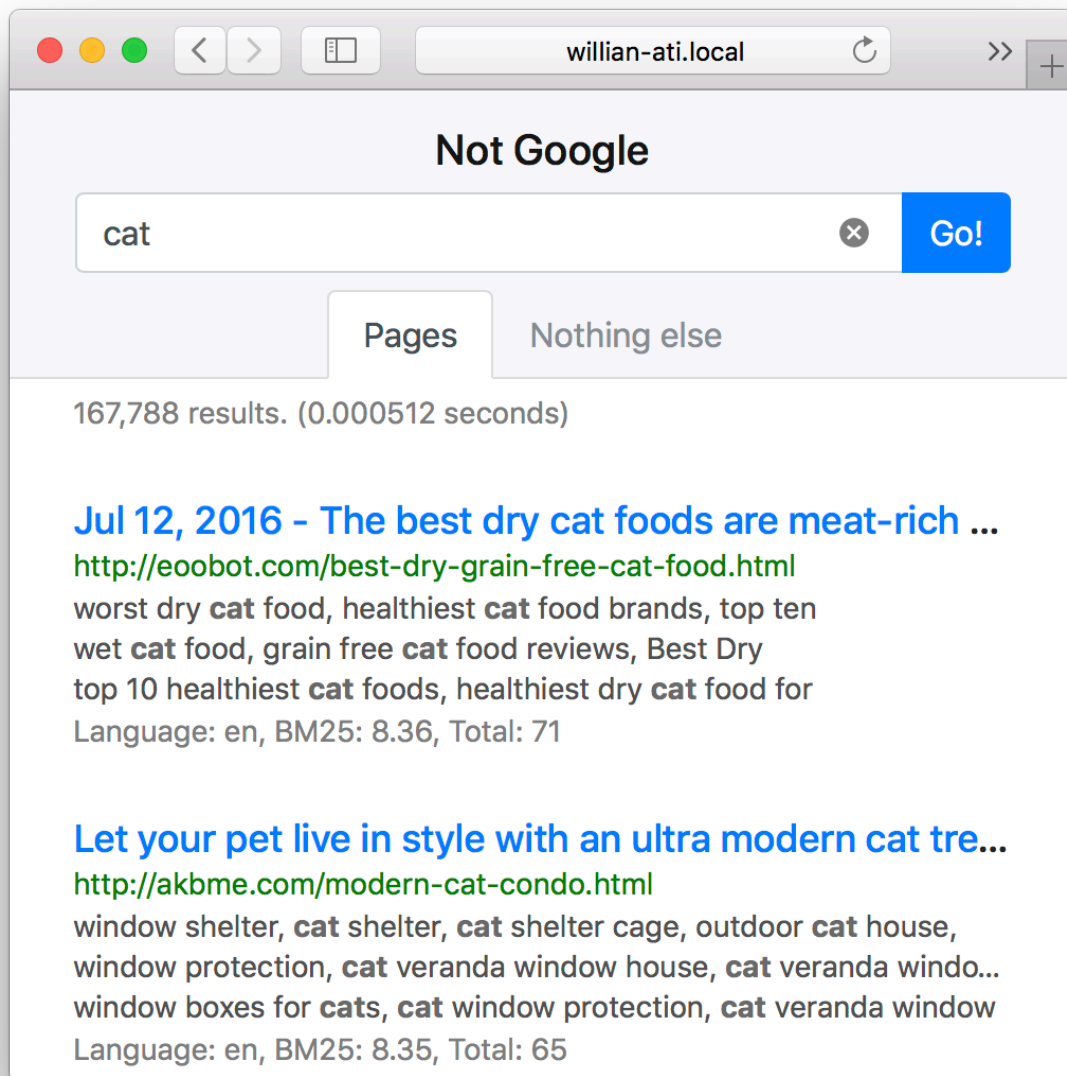 willian-ati.local
Not Google
cat
Go!
Pages
Nothing else
167,788 results. (0.000512 seconds)
Jul 12, 2016 - The best dry cat foods are meat-rich ...
http://eoobot.com/best-dry-grain-free-cat-food.html
worst dry cat food, healthiest cat food brands, top ten
wet cat food, grain free cat food reviews, Best Dry
top 10 healthiest cat foods, healthiest dry cat food for
Language: en, BM25: 8.36, Total: 71
Let your pet live in style with an ultra modern cat tre...
http://akbme.com/modern-cat-condo.html
window shelter, cat shelter, cat shelter cage, outdoor cat house,
window protection, cat veranda window house, cat veranda windo...
window boxes for cats, cat window protection, cat veranda window
Language: en, BM25: 8.35, Total: 65